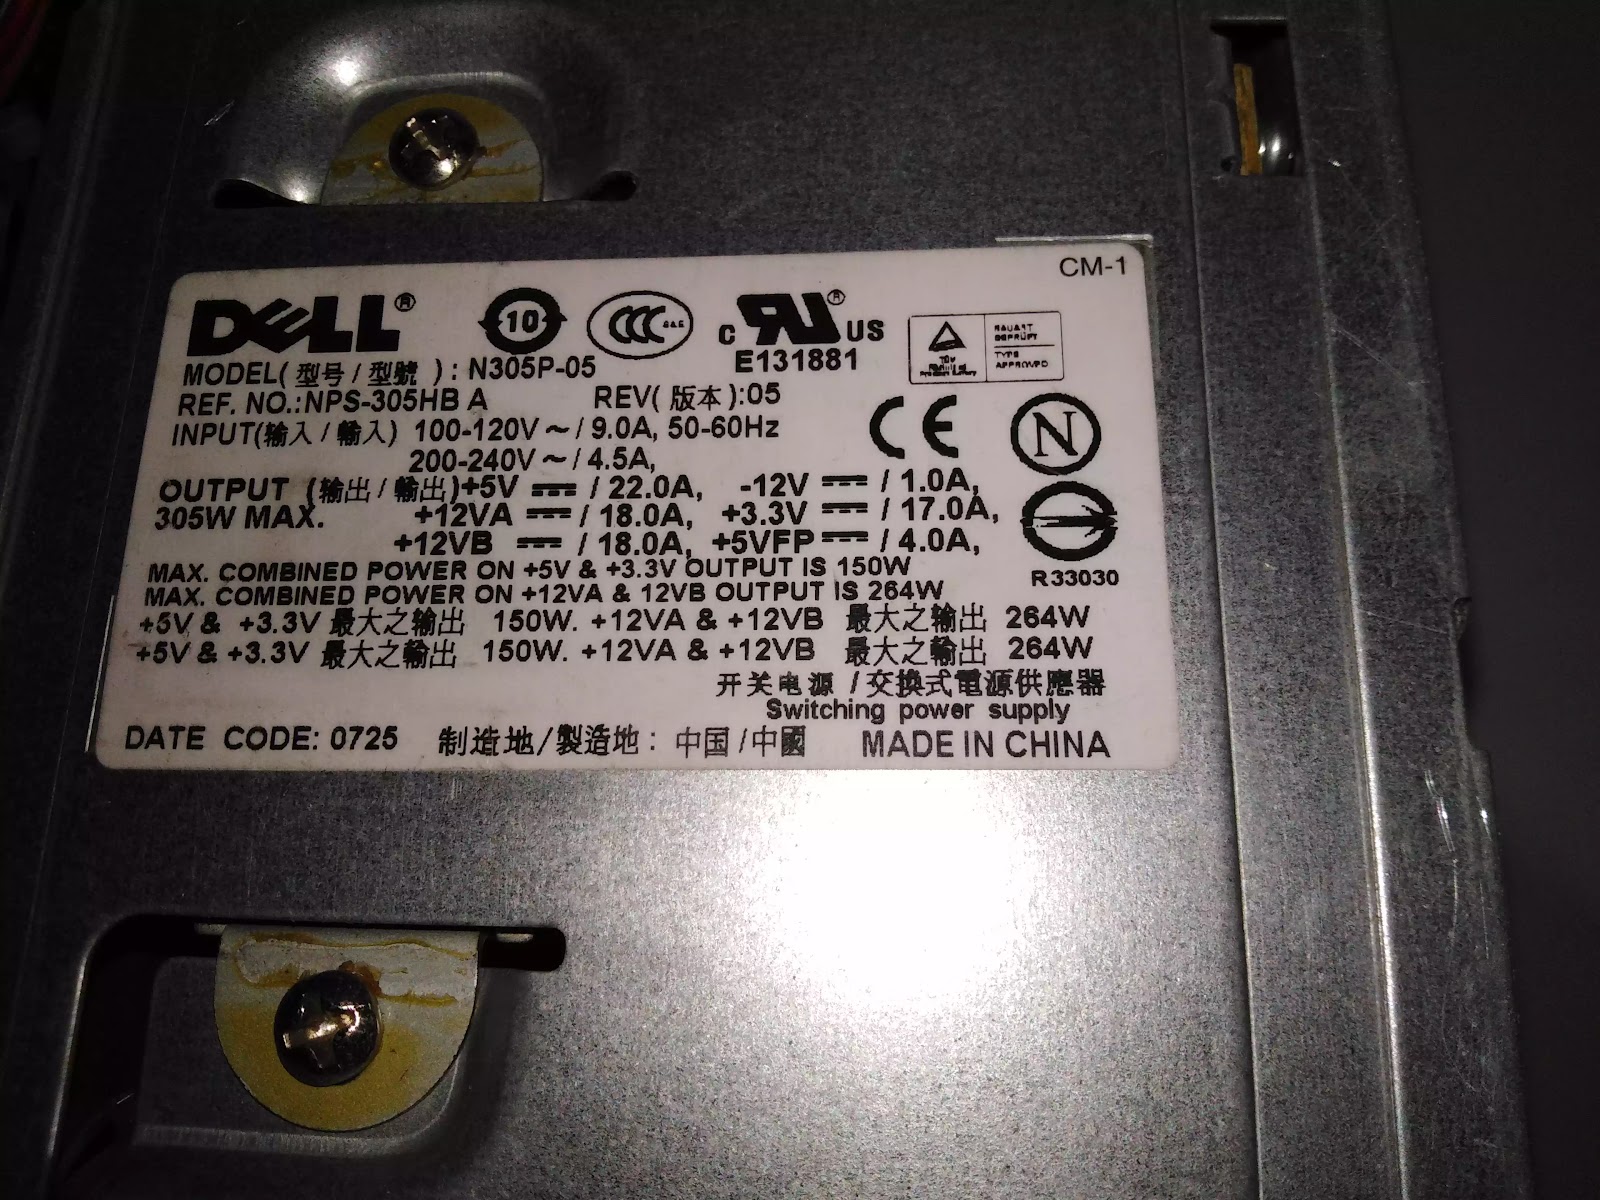 CM-1
DELL® 10 CCC S&E c RU® US
E131881
BAUART GEPRÜFT
TYPE APPROVED
MODEL(型号/型號): N305P-05
REF. NO.:NPS-305HB A REV(版本):05
INPUT(输入/輸入) 100-120V~/9.0A, 50-60Hz
200-240V~/4.5A,
CE N
OUTPUT (输出/輸出)+5V ⎓ /22.0A, -12V ⎓ /1.0A,
305W MAX. +12VA ⎓ /18.0A, +3.3V ⎓ /17.0A,
+12VB ⎓ /18.0A, +5VFP ⎓ /4.0A,
R33030
MAX. COMBINED POWER ON +5V & +3.3V OUTPUT IS 150W
MAX. COMBINED POWER ON +12VA & 12VB OUTPUT IS 264W
+5V & +3.3V 最大之输出 150W. +12VA & +12VB 最大之输出 264W
+5V & +3.3V 最大之輸出 150W. +12VA & +12VB 最大之輸出 264W
开关电源 /交換式電源供應器
Switching power supply
DATE CODE: 0725 制造地/製造地: 中国/中國 MADE IN CHINA